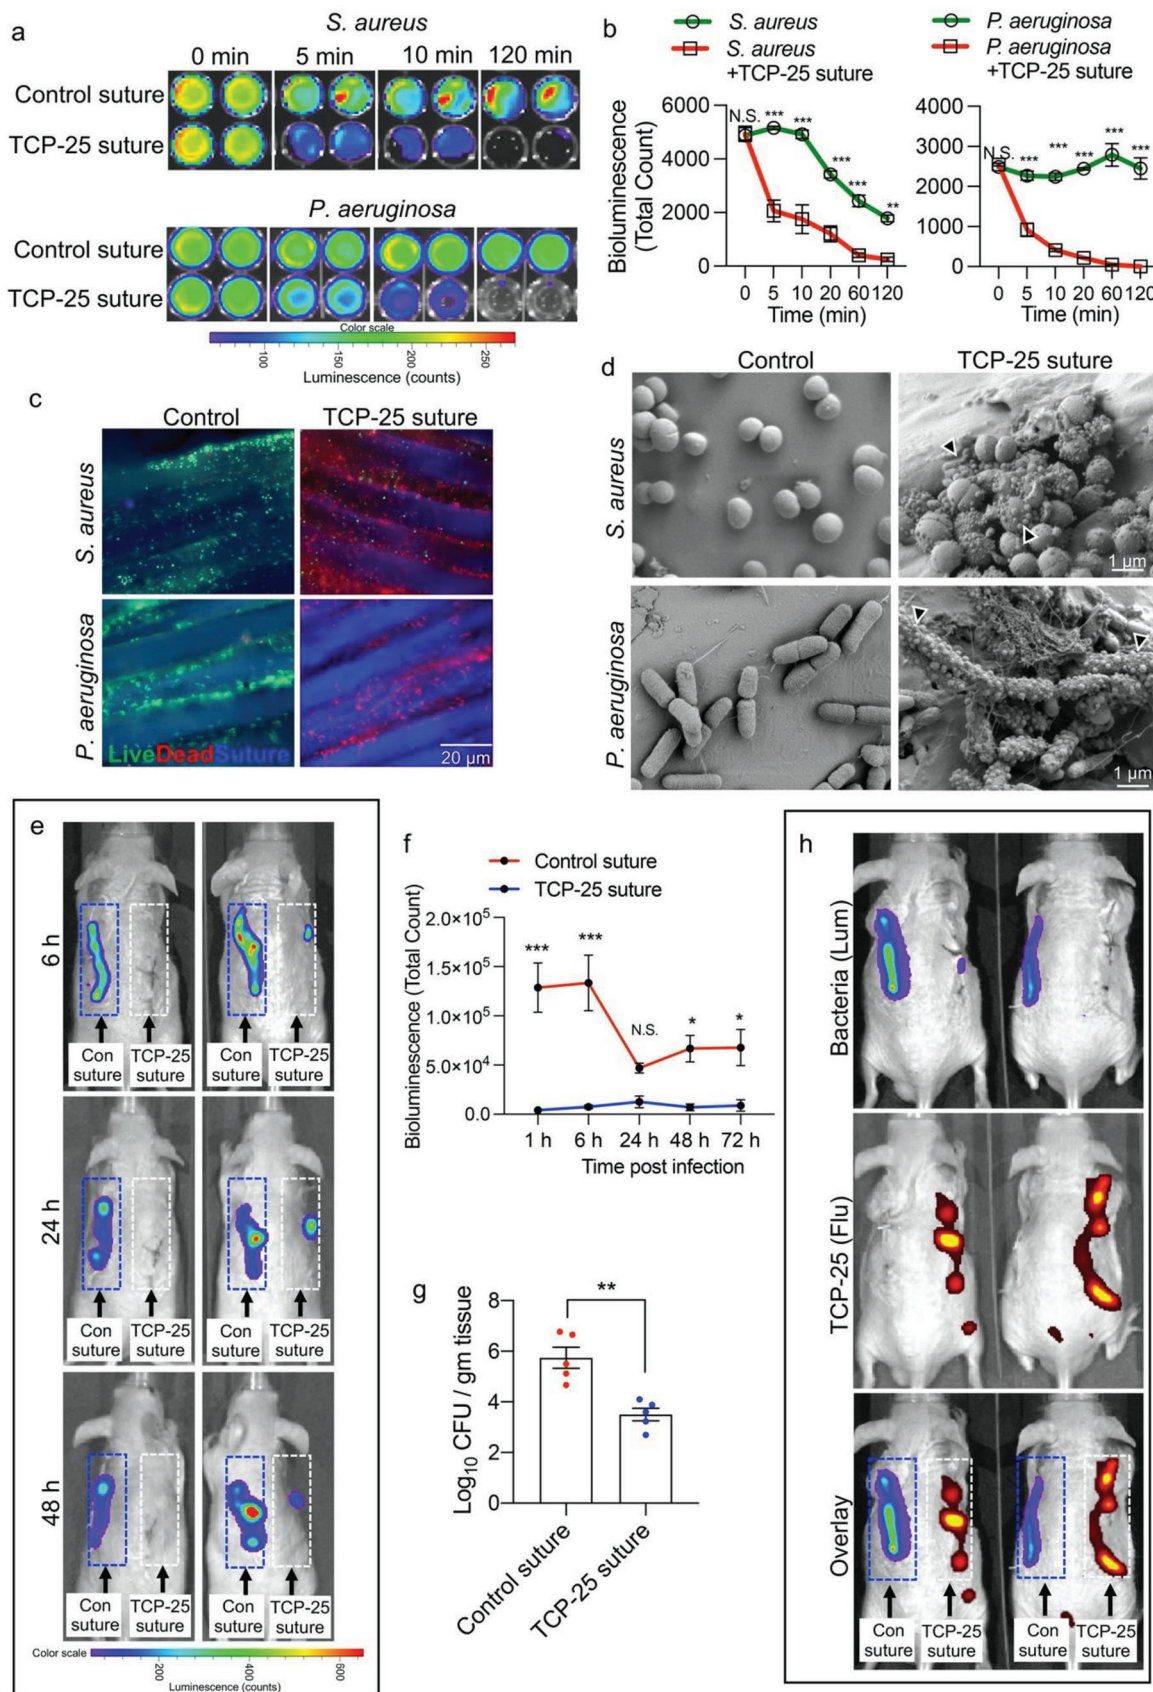 a
S. aureus
0 min 5 min 10 min 120 min
Control suture
TCP-25 suture
P. aeruginosa
Control suture
TCP-25 suture
Color scale
100 150 200 250
Luminescence (counts)
b
S. aureus
S. aureus
+TCP-25 suture
P. aeruginosa
P. aeruginosa
+TCP-25 suture
Bioluminescence
(Total Count)
6000
4000
2000
0
N.S. *** *** *** *** **
0 5 10 20 60 120
Time (min)
4000
3000
2000
1000
0
N.S. *** *** *** *** ***
0 5 10 20 60 120
Time (min)
c
Control TCP-25 suture
S. aureus
P. aeruginosa
LiveDeadSuture
20 µm
d
Control TCP-25 suture
S. aureus
1 µm
P. aeruginosa
1 µm
e
6 h
Con
suture
TCP-25
suture
Con
suture
TCP-25
suture
24 h
Con
suture
TCP-25
suture
Con
suture
TCP-25
suture
48 h
Con
suture
TCP-25
suture
Con
suture
TCP-25
suture
Color scale
200 400 600
Luminescence (counts)
f
Control suture
TCP-25 suture
Bioluminescence (Total Count)
2.0×10⁵
1.5×10⁵
1.0×10⁵
5.0×10⁴
0.0
*** *** N.S. * *
1 h 6 h 24 h 48 h 72 h
Time post infection
g
Log₁₀ CFU / gm tissue
8
6
4
2
0
**
Control suture
TCP-25 suture
h
Bacteria (Lum)
TCP-25 (Flu)
Overlay
Con
suture
TCP-25
suture
Con
suture
TCP-25
suture